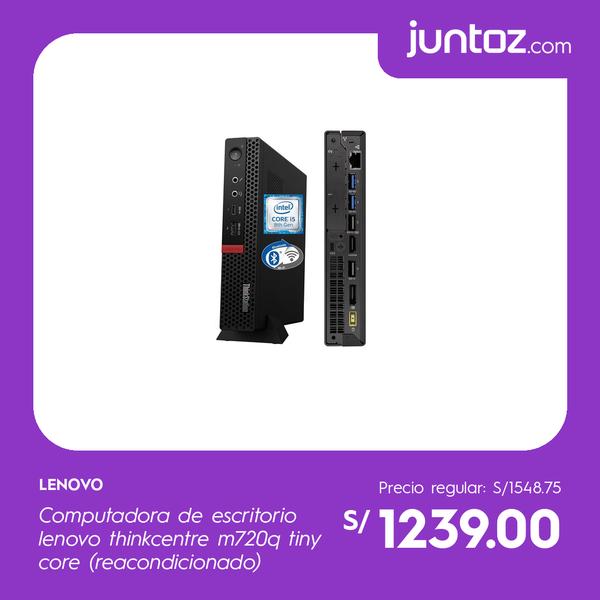 juntoz.com
intel
CORE i5
8th Gen
ThinkStation
LENOVO
Computadora de escritorio
lenovo thinkcentre m720q tiny
core (reacondicionado)
Precio regular: S/1548.75
S/ 1239.00